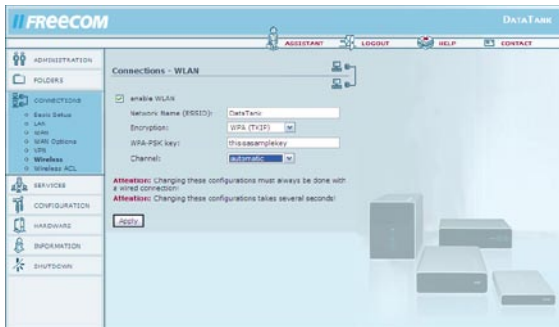 FREECOM
DATATANK
ASSISTANT LOGOUT HELP CONTACT
ADMINISTRATION
FOLDERS
CONNECTIONS
Basic Setup
LAN
WAN
WAN Options
VPN
Wireless
Wireless ACL
SERVICES
CONFIGURATION
HARDWARE
INFORMATION
SHUTDOWN
Connections - WLAN
enable WLAN
Network Name (ESSID): DataTank
Encryption: WPA (TKIP)
WPA-PSK key: thisisasamplekey
Channel: automatic
Attention: Changing these configurations must always be done with
a wired connection!
Attention: Changing these configurations takes several seconds!
Apply